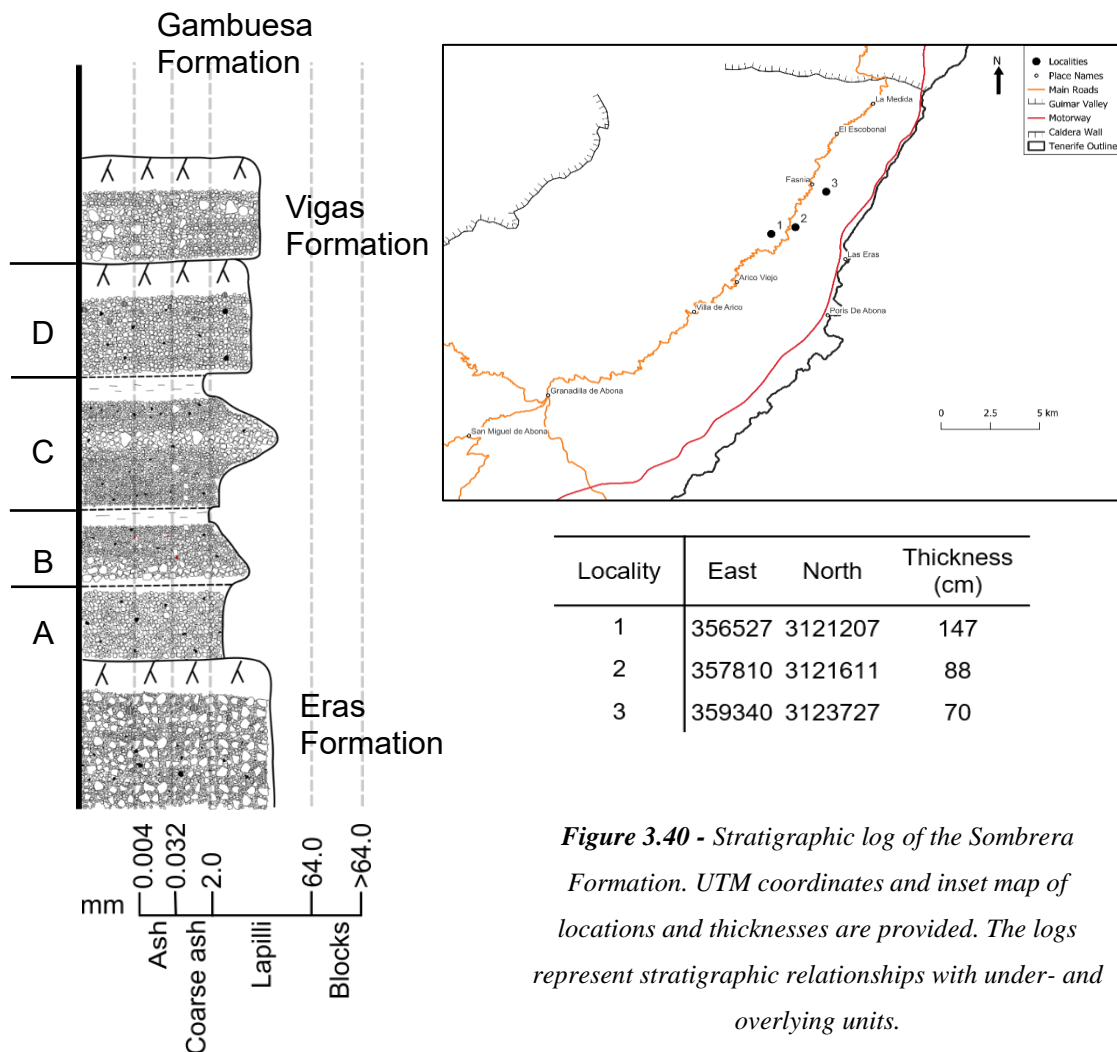 Gambuesa
Formation
Vigas
Formation
D
C
B
A
Eras
Formation
mm
0.004
0.032
2.0
64.0
>64.0
Ash
Coarse ash
Lapilli
Blocks
N
Localities
Place Names
Main Roads
Guimar Valley
Motorway
Caldera Wall
Tenerife Outline
La Medida
El Escobonal
Fasnia
3
1
2
Las Eras
Arico Viejo
Villa de Arico
Poris De Abona
Granadilla de Abona
San Miguel de Abona
0 2.5 5 km
Locality East North Thickness (cm)
1 356527 3121207 147
2 357810 3121611 88
3 359340 3123727 70
Figure 3.40 - Stratigraphic log of the Sombrera
Formation. UTM coordinates and inset map of
locations and thicknesses are provided. The logs
represent stratigraphic relationships with under- and
overlying units.